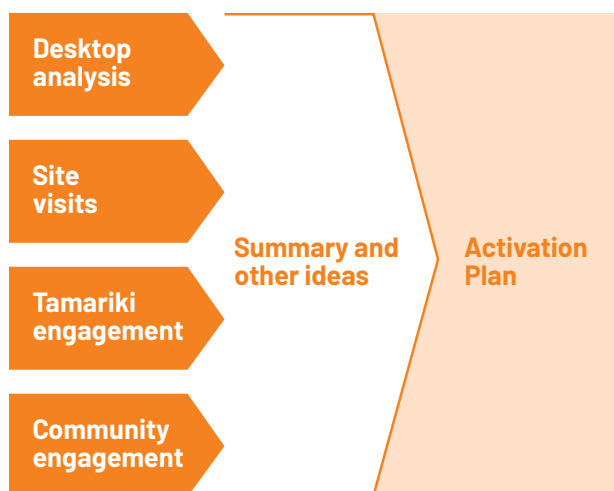 Desktop
analysis
Site
visits
Tamariki
engagement
Community
engagement
Summary and
other ideas
Activation
Plan